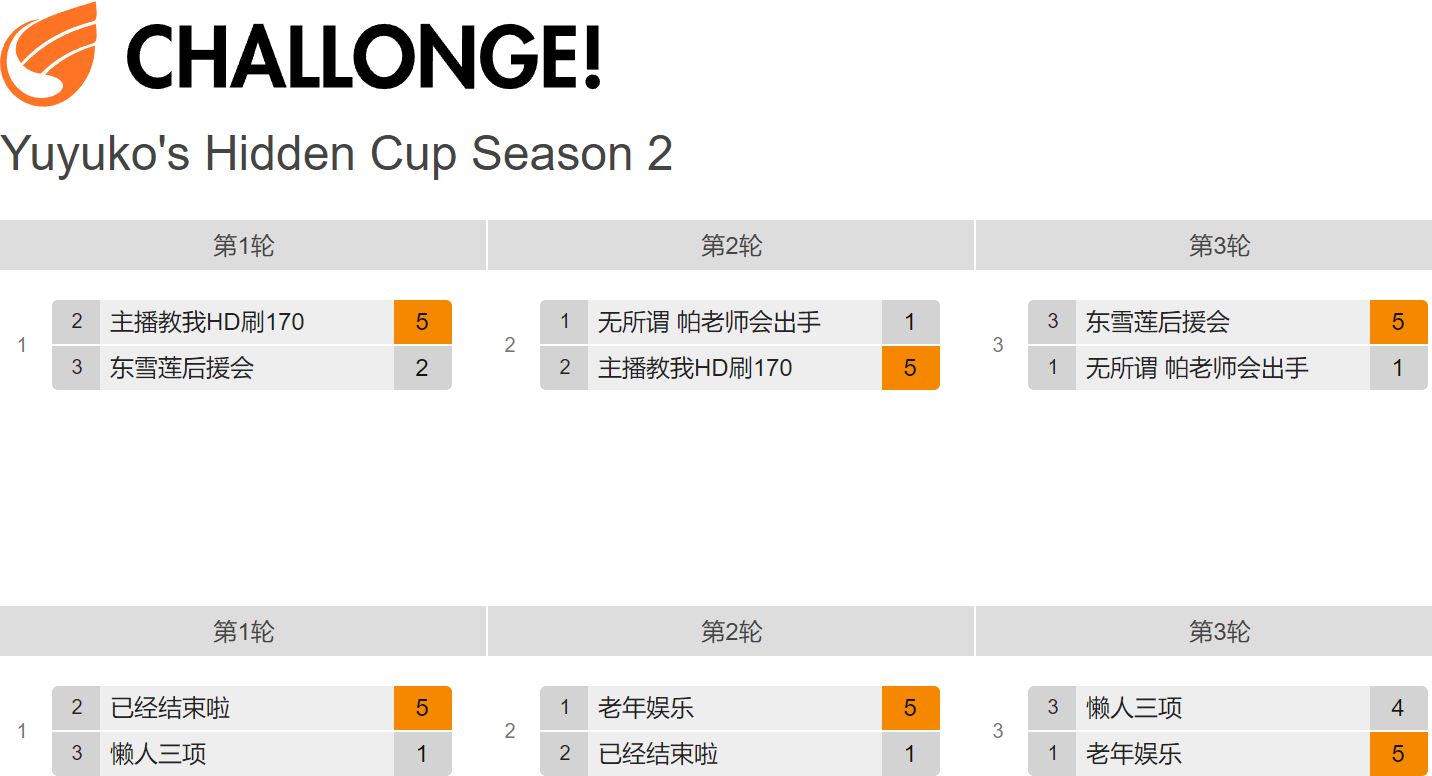 CHALLONGE!
Yuyuko's Hidden Cup Season 2
第1轮 第2轮 第3轮
1
2 主播教我HD刷170 5
3 东雪莲后援会 2
2
1 无所谓 帕老师会出手 1
2 主播教我HD刷170 5
3
3 东雪莲后援会 5
1 无所谓 帕老师会出手 1
第1轮 第2轮 第3轮
1
2 已经结束啦 5
3 懒人三项 1
2
1 老年娱乐 5
2 已经结束啦 1
3
3 懒人三项 4
1 老年娱乐 5